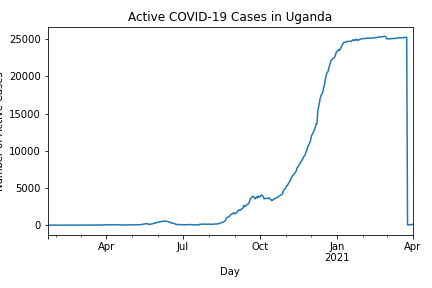 Active COVID-19 Cases in Uganda
25000
20000
15000
10000
5000
0
Apr
Jul
Oct
Jan
2021
Apr
Day